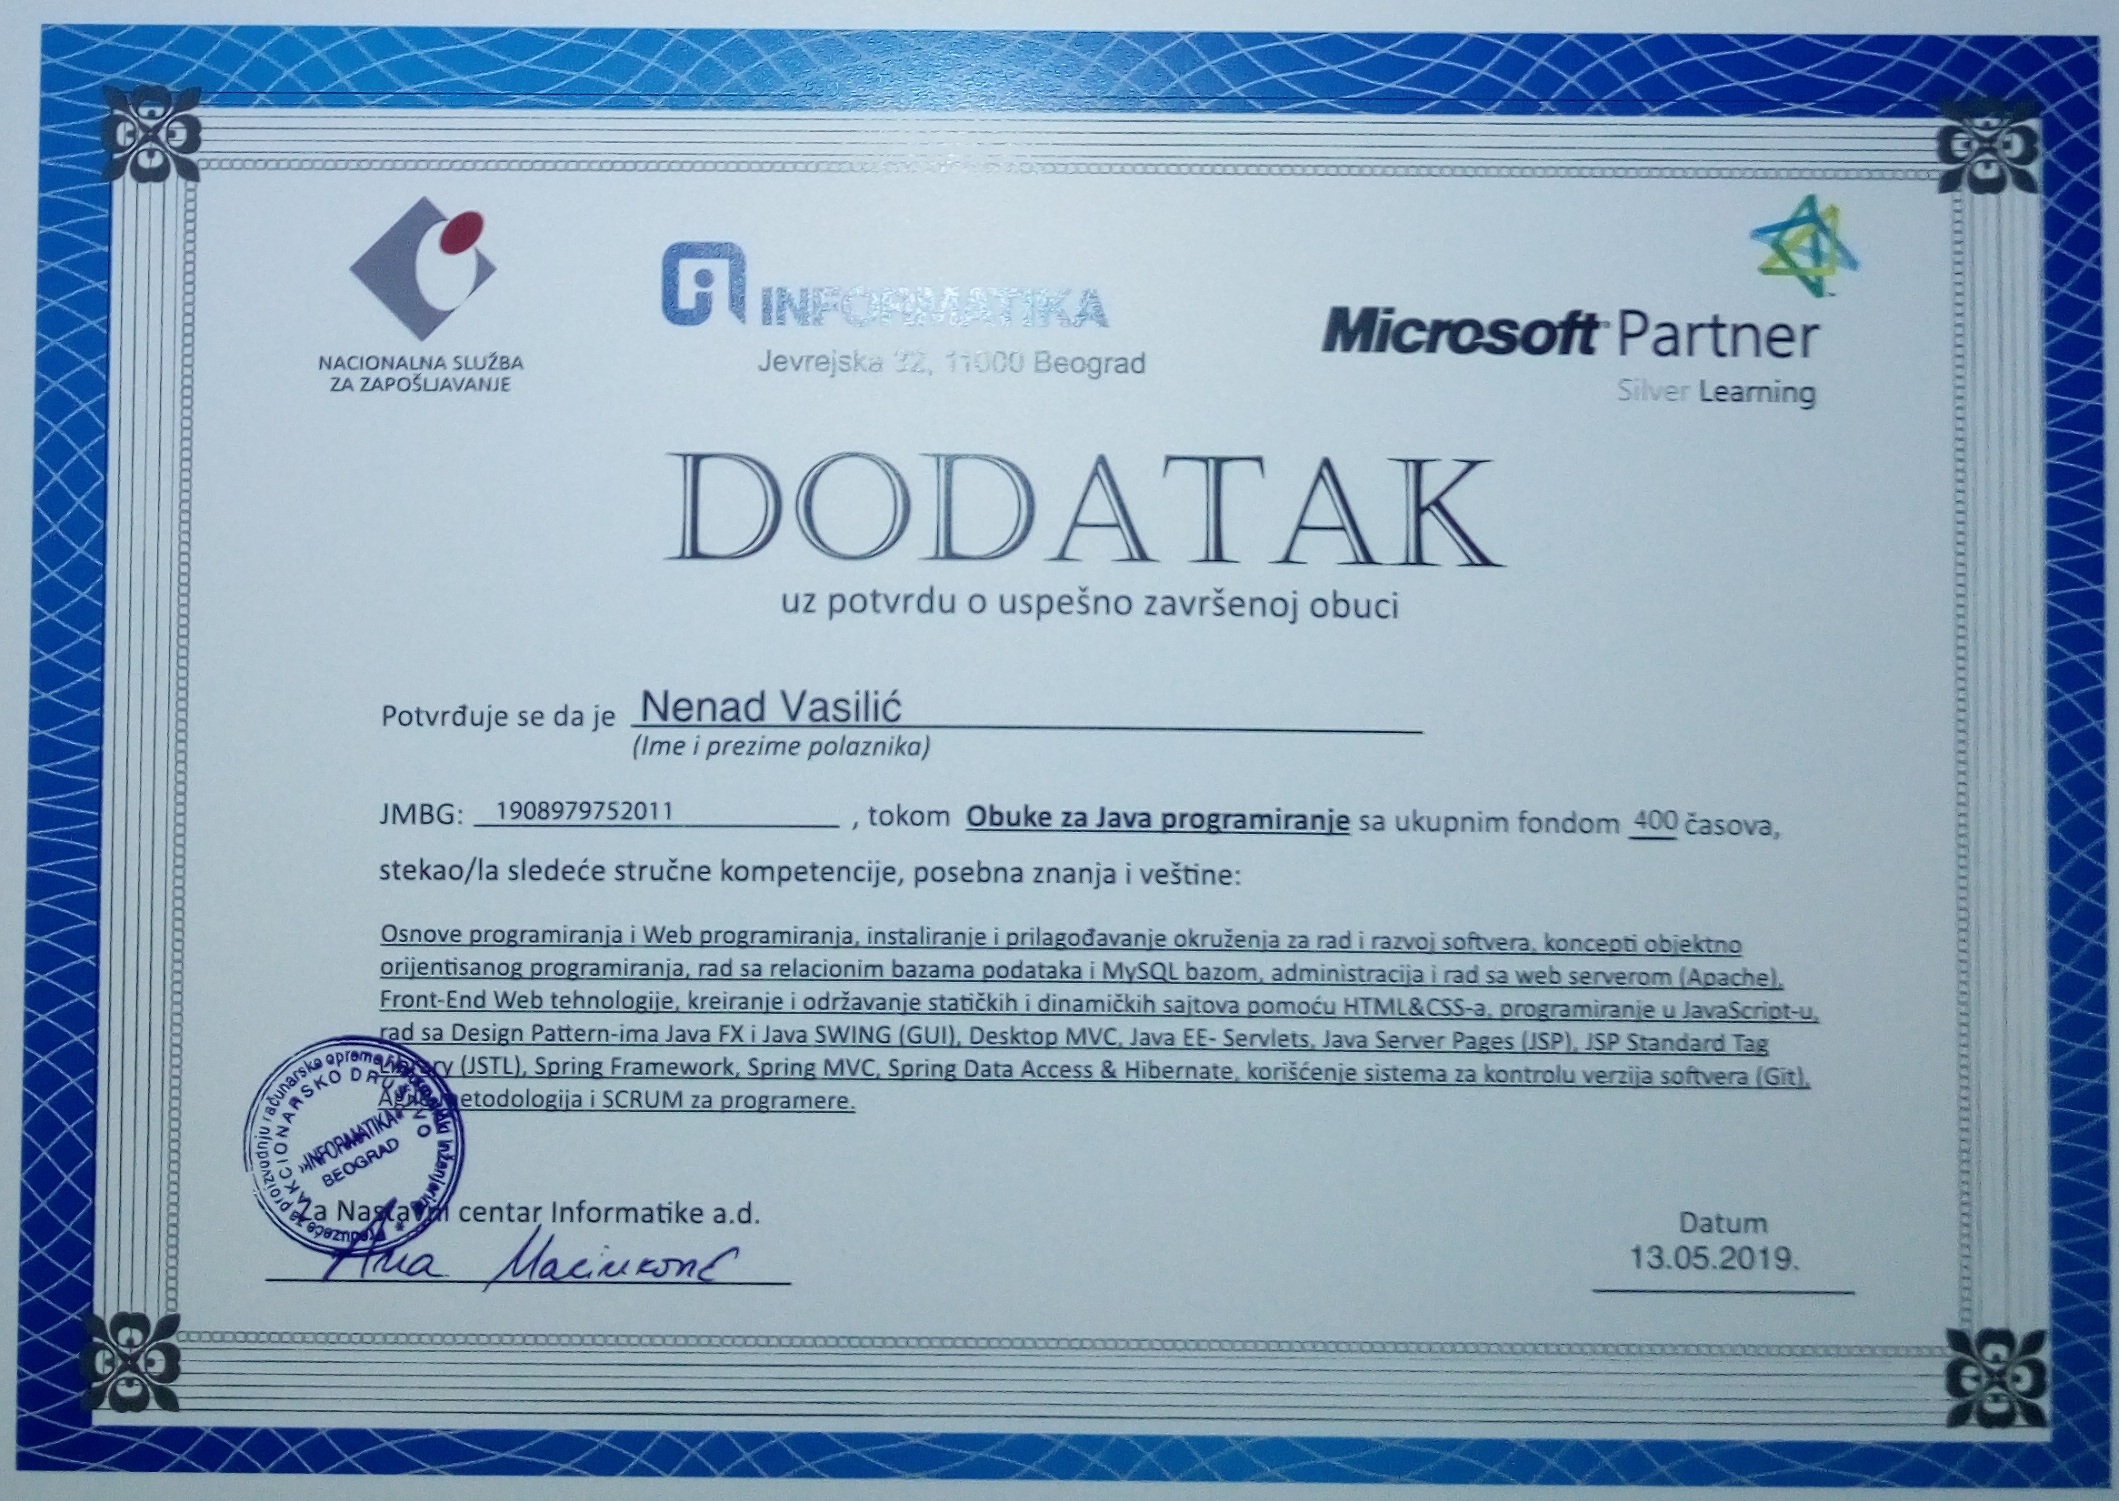 NACIONALNA SLUŽBA
ZA ZAPOŠLJAVANJE
INFORMATIKA
Jevrejska 32, 11000 Beograd
Microsoft Partner
Silver Learning
DODATAK
uz potvrdu o uspešno završenoj obuci
Potvrđuje se da je Nenad Vasilić
(Ime i prezime polaznika)
JMBG: 1908979752011, tokom Obuke za Java programiranje sa ukupnim fondom 400 časova,
stekao/la sledeće stručne kompetencije, posebna znanja i veštine:
Osnove programiranja i Web programiranja, instaliranje i prilagođavanje okruženja za rad i razvoj softvera, koncepti objektno
orijentisanog programiranja, rad sa relacionim bazama podataka i MySQL bazom, administracija i rad sa web serverom (Apache),
Front-End Web tehnologije, kreiranje i održavanje statičkih i dinamičkih sajtova pomoću HTML&CSS-a, programiranje u JavaScript-u,
rad sa Design Pattern-ima Java FX i Java SWING (GUI), Desktop MVC, Java EE- Servlets, Java Server Pages (JSP), JSP Standard Tag
Library (JSTL), Spring Framework, Spring MVC, Spring Data Access & Hibernate, korišćenje sistema za kontrolu verzija softvera (Git),
Agile metodologija i SCRUM za programere.
AKCIONARSKO DRUŠTVO
»INFORMATIKA«
BEOGRAD
Preduzeće za proizvodnju računarske opreme i inženjering
Za Nastavni centar Informatike a.d.
Ana Marinković
Datum
13.05.2019.